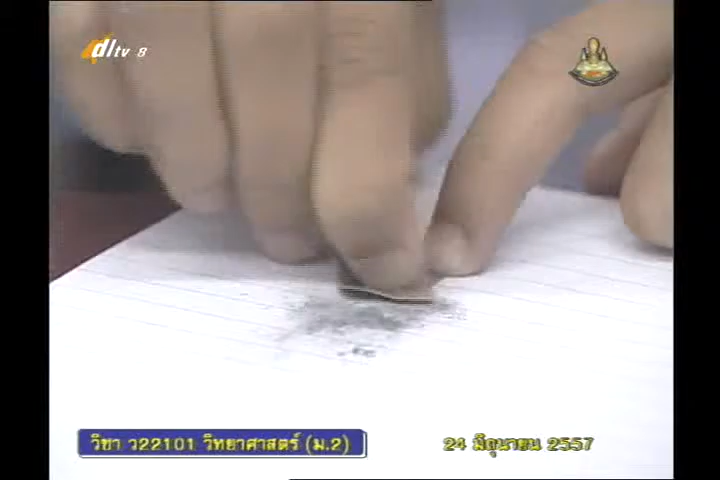 dltv 8
วิชา ว22101 วิทยาศาสตร์ (ม.2)
24 มิถุนายน 2557